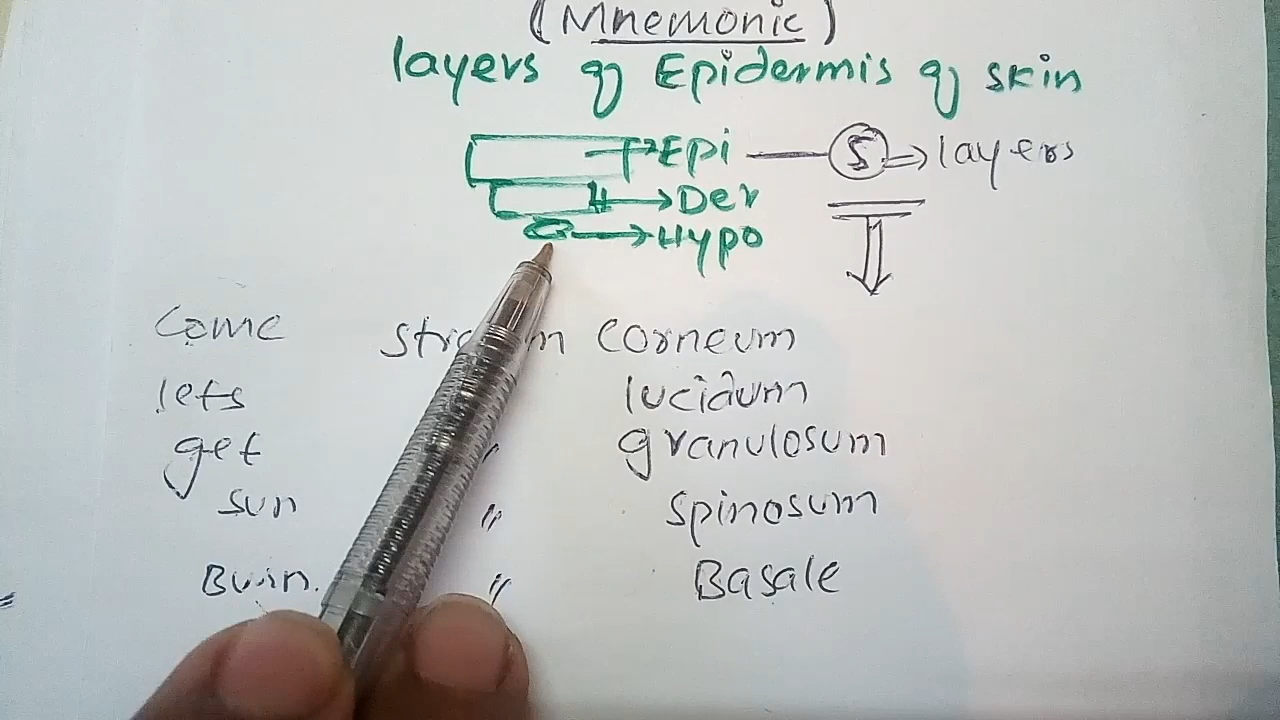 (Mnemonic)
layers of Epidermis of skin
Epi — 5 ⇒ layers
Der
Hypo
Come corneum
lets lucidum
get " granulosum
sun " spinosum
Burn. " Basale